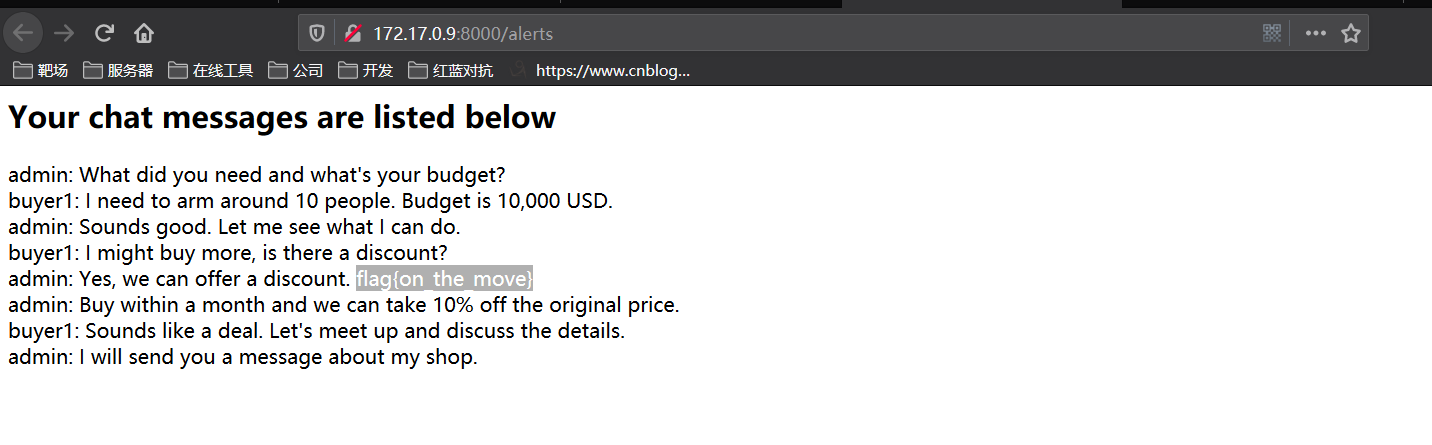 172.17.0.9:8000/alerts
靶场 服务器 在线工具 公司 开发 红蓝对抗 https://www.cnblog...
Your chat messages are listed below
admin: What did you need and what's your budget?
buyer1: I need to arm around 10 people. Budget is 10,000 USD.
admin: Sounds good. Let me see what I can do.
buyer1: I might buy more, is there a discount?
admin: Yes, we can offer a discount. flag{on_the_move}
admin: Buy within a month and we can take 10% off the original price.
buyer1: Sounds like a deal. Let's meet up and discuss the details.
admin: I will send you a message about my shop.